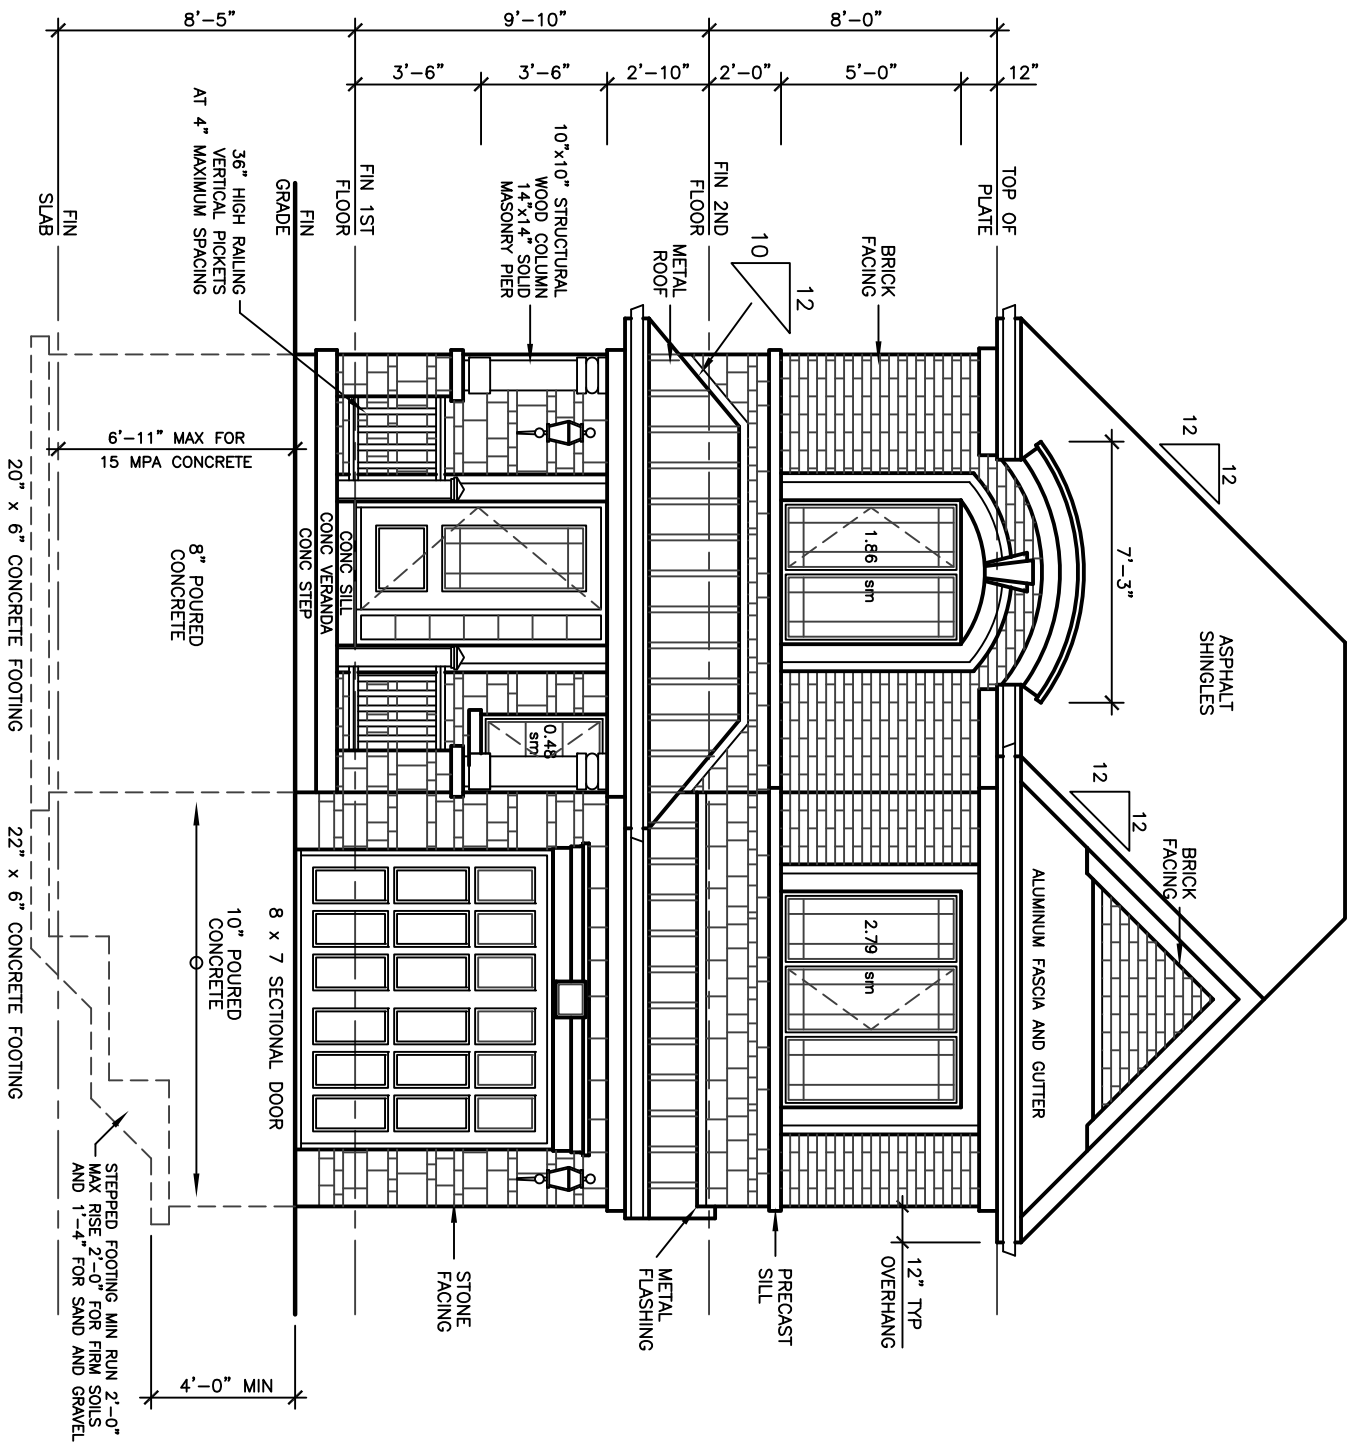 8'-5"
9'-10"
8'-0"
3'-6"
3'-6"
2'-10"
2'-0"
5'-0"
12"
TOP OF
PLATE
FIN 2ND
FLOOR
FIN 1ST
FLOOR
FIN
GRADE
FIN
SLAB
12
12
7'-3"
ASPHALT
SHINGLES
12
12
BRICK
FACING
ALUMINUM FASCIA AND GUTTER
BRICK
FACING
12
10
METAL
ROOF
10"x10" STRUCTURAL
WOOD COLUMN
14"x14" SOLID
MASONRY PIER
36" HIGH RAILING
VERTICAL PICKETS
AT 4" MAXIMUM SPACING
1.86 sm
2.79 sm
0.48
sm
12" TYP
OVERHANG
PRECAST
SILL
METAL
FLASHING
STONE
FACING
CONC SILL
CONC VERANDA
CONC STEP
8 x 7 SECTIONAL DOOR
6'-11" MAX FOR
15 MPA CONCRETE
8" POURED
CONCRETE
10" POURED
CONCRETE
4'-0" MIN
20" x 6" CONCRETE FOOTING
22" x 6" CONCRETE FOOTING
STEPPED FOOTING MIN RUN 2'-0"
MAX RISE 2'-0" FOR FIRM SOILS
AND 1'-4" FOR SAND AND GRAVEL